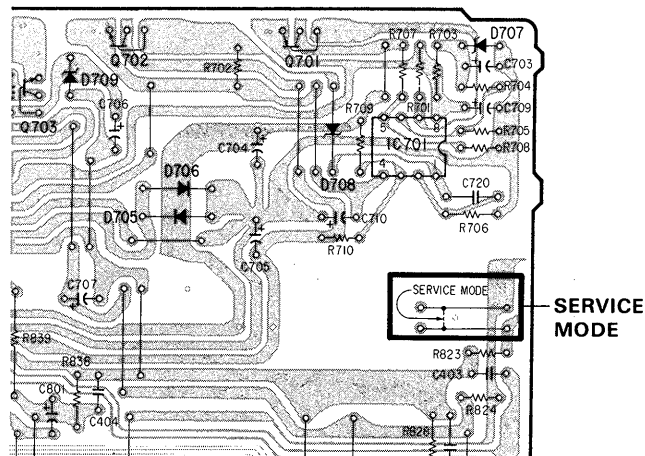 Q702
Q701
R707
R703
D707
C703
R702
D709
R704
C706
R709
R701
C709
Q703
5
8
IC701
R705
R708
C704
4
D706
D708
C720
D705
C710
R706
R710
C705
C707
SERVICE MODE
SERVICE
MODE
R839
R838
R823
C403
C801
C404
R824
R828